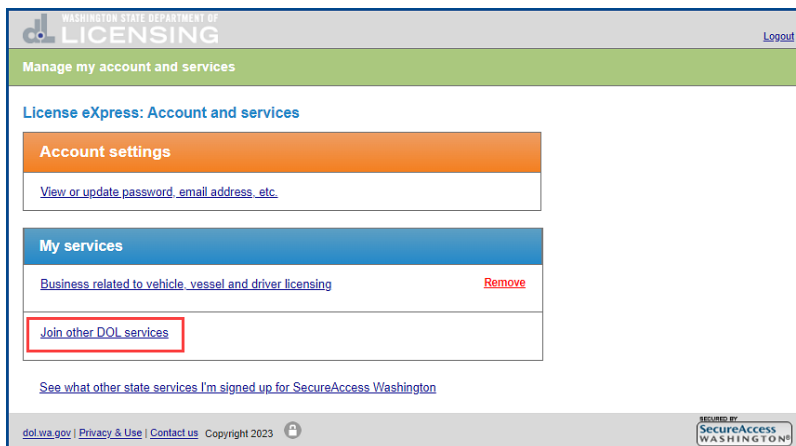 WASHINGTON STATE DEPARTMENT OF
LICENSING
Logout
Manage my account and services
License eXpress: Account and services
Account settings
View or update password, email address, etc.
My services
Business related to vehicle, vessel and driver licensing Remove
Join other DOL services
See what other state services I'm signed up for SecureAccess Washington
dol.wa.gov | Privacy & Use | Contact us Copyright 2023
SECURED BY
SecureAccess
WASHINGTON®